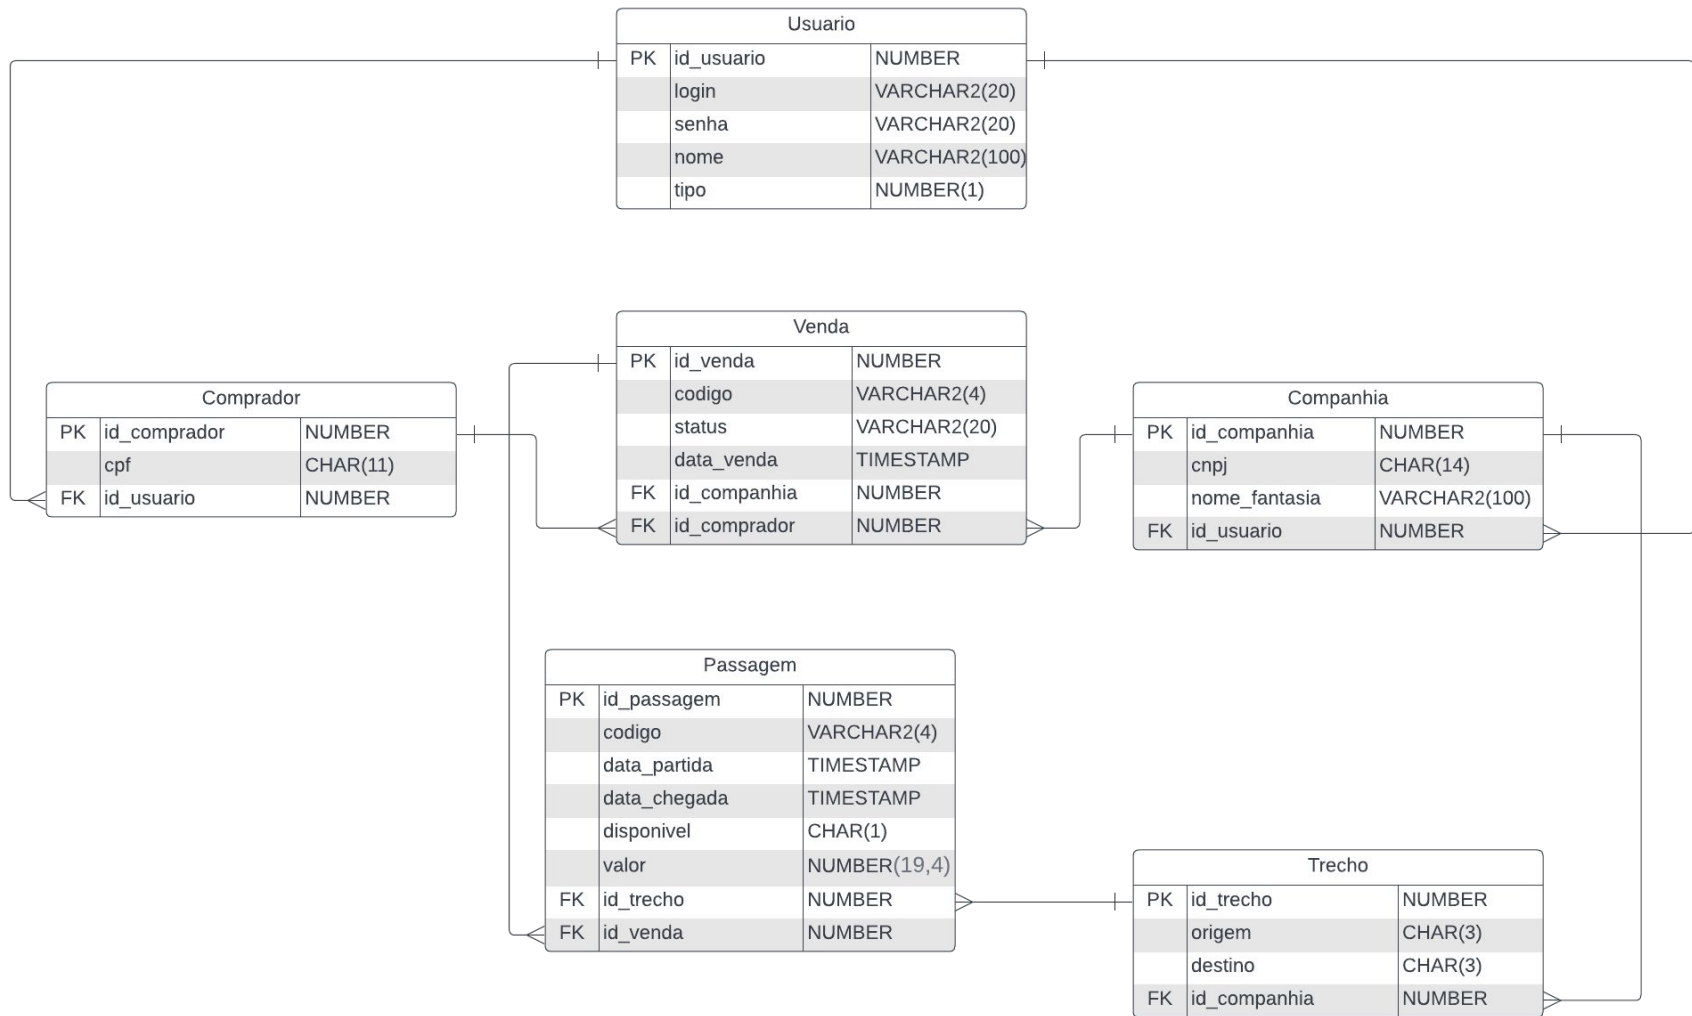 Usuario
PK id_usuario NUMBER
login VARCHAR2(20)
senha VARCHAR2(20)
nome VARCHAR2(100)
tipo NUMBER(1)
Venda
PK id_venda NUMBER
codigo VARCHAR2(4)
status VARCHAR2(20)
data_venda TIMESTAMP
FK id_companhia NUMBER
FK id_comprador NUMBER
Comprador
PK id_comprador NUMBER
cpf CHAR(11)
FK id_usuario NUMBER
Companhia
PK id_companhia NUMBER
cnpj CHAR(14)
nome_fantasia VARCHAR2(100)
FK id_usuario NUMBER
Passagem
PK id_passagem NUMBER
codigo VARCHAR2(4)
data_partida TIMESTAMP
data_chegada TIMESTAMP
disponivel CHAR(1)
valor NUMBER(19,4)
FK id_trecho NUMBER
FK id_venda NUMBER
Trecho
PK id_trecho NUMBER
origem CHAR(3)
destino CHAR(3)
FK id_companhia NUMBER